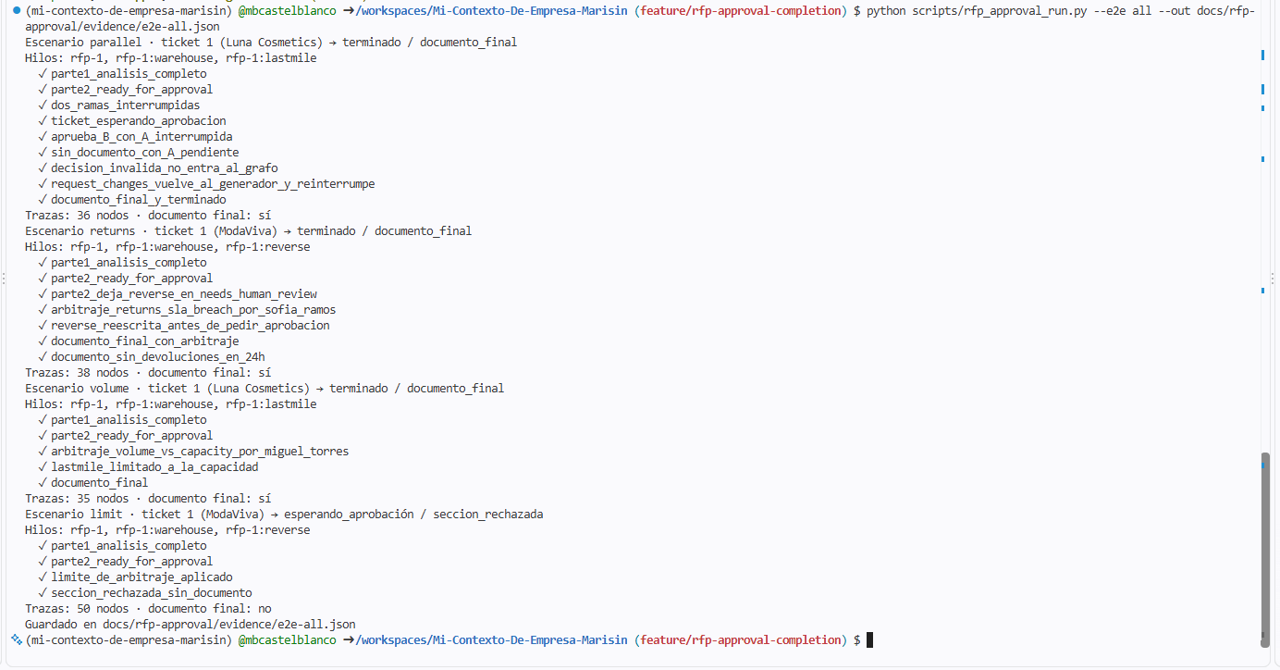 (mi-contexto-de-empresa-marisin) @mbcastelblanco →/workspaces/Mi-Contexto-De-Empresa-Marisin (feature/rfp-approval-completion) $ python scripts/rfp_approval_run.py --e2e all --out docs/rfp-
approval/evidence/e2e-all.json
Escenario parallel · ticket 1 (Luna Cosmetics) → terminado / documento_final
Hilos: rfp-1, rfp-1:warehouse, rfp-1:lastmile
✓ parte1_analisis_completo
✓ parte2_ready_for_approval
✓ dos_ramas_interrumpidas
✓ ticket_esperando_aprobacion
✓ aprueba_B_con_A_interrumpida
✓ sin_documento_con_A_pendiente
✓ decision_invalida_no_entra_al_grafo
✓ request_changes_vuelve_al_generador_y_reinterrumpe
✓ documento_final_y_terminado
Trazas: 36 nodos · documento final: sí
Escenario returns · ticket 1 (ModaViva) → terminado / documento_final
Hilos: rfp-1, rfp-1:warehouse, rfp-1:reverse
✓ parte1_analisis_completo
✓ parte2_ready_for_approval
✓ parte2_deja_reverse_en_needs_human_review
✓ arbitraje_returns_sla_breach_por_sofia_ramos
✓ reverse_reescrita_antes_de_pedir_aprobacion
✓ documento_final_con_arbitraje
✓ documento_sin_devoluciones_en_24h
Trazas: 38 nodos · documento final: sí
Escenario volume · ticket 1 (Luna Cosmetics) → terminado / documento_final
Hilos: rfp-1, rfp-1:warehouse, rfp-1:lastmile
✓ parte1_analisis_completo
✓ parte2_ready_for_approval
✓ arbitraje_volume_vs_capacity_por_miguel_torres
✓ lastmile_limitado_a_la_capacidad
✓ documento_final
Trazas: 35 nodos · documento final: sí
Escenario limit · ticket 1 (ModaViva) → esperando_aprobación / seccion_rechazada
Hilos: rfp-1, rfp-1:warehouse, rfp-1:reverse
✓ parte1_analisis_completo
✓ parte2_ready_for_approval
✓ limite_de_arbitraje_aplicado
✓ seccion_rechazada_sin_documento
Trazas: 50 nodos · documento final: no
Guardado en docs/rfp-approval/evidence/e2e-all.json
(mi-contexto-de-empresa-marisin) @mbcastelblanco →/workspaces/Mi-Contexto-De-Empresa-Marisin (feature/rfp-approval-completion) $